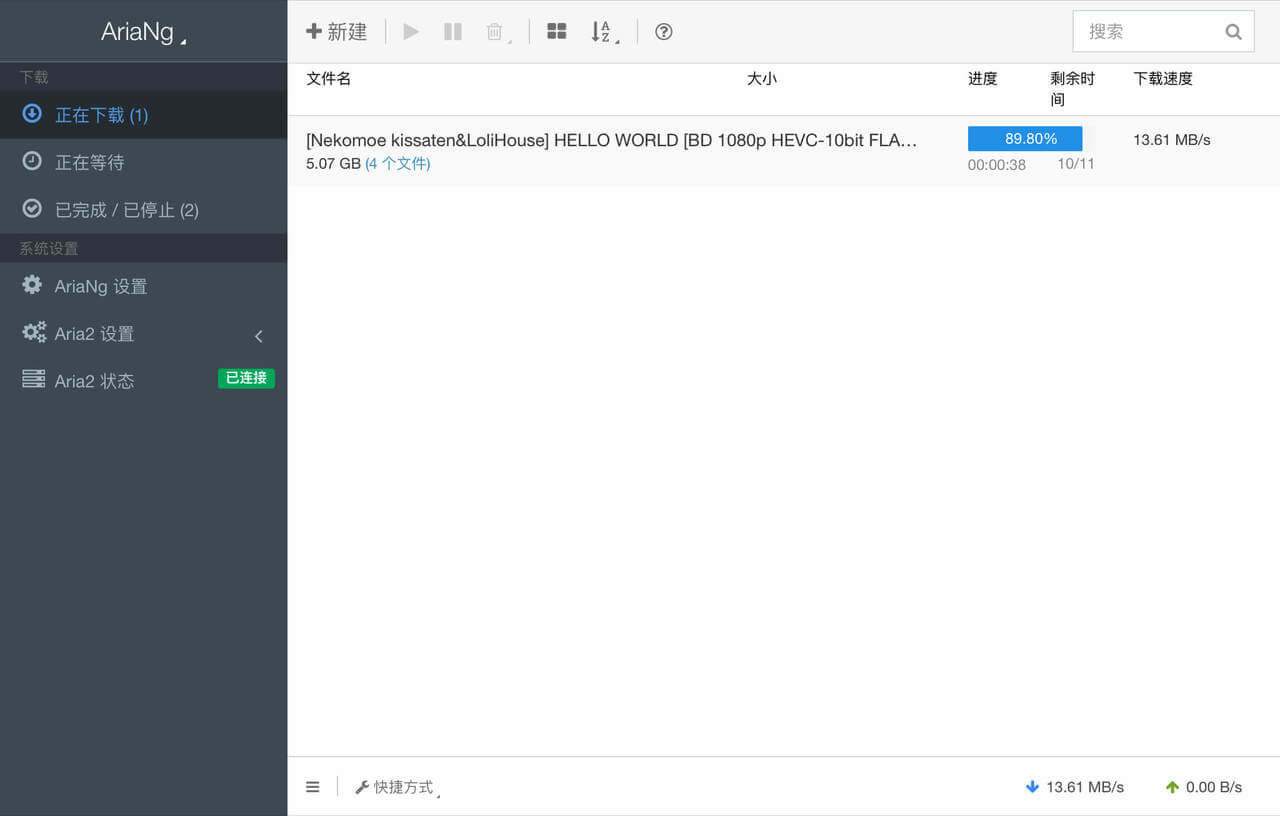 AriaNg
下载
正在下载 (1)
正在等待
已完成 / 已停止 (2)
系统设置
AriaNg 设置
Aria2 设置
Aria2 状态 已连接
新建
搜索
文件名 大小 进度 剩余时间 下载速度
[Nekomoe kissaten&LoliHouse] HELLO WORLD [BD 1080p HEVC-10bit FLA… 89.80% 13.61 MB/s
5.07 GB (4 个文件) 00:00:38 10/11
快捷方式 13.61 MB/s 0.00 B/s